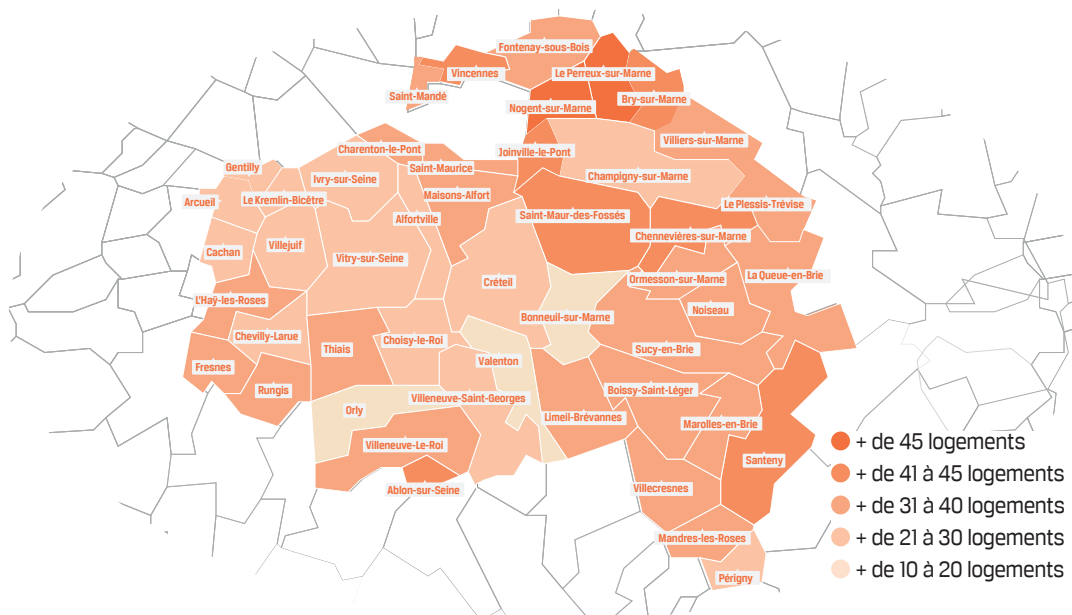 Fontenay-sous-Bois
Vincennes
Le Perreux-sur-Marne
Saint-Mandé
Bry-sur-Marne
Nogent-sur-Marne
Villiers-sur-Marne
Charenton-le-Pont
Joinville-le-Pont
Gentilly
Saint-Maurice
Ivry-sur-Seine
Champigny-sur-Marne
Maisons-Alfort
Arcueil
Le Kremlin-Bicêtre
Le Plessis-Trévise
Alfortville
Saint-Maur-des-Fossés
Chennevières-sur-Marne
Cachan
Villejuif
Vitry-sur-Seine
La Queue-en-Brie
Créteil
Ormesson-sur-Marne
L'Haÿ-les-Roses
Noiseau
Bonneuil-sur-Marne
Chevilly-Larue
Thiais
Choisy-le-Roi
Sucy-en-Brie
Valenton
Fresnes
Rungis
Boissy-Saint-Léger
Villeneuve-Saint-Georges
Orly
Limeil-Brévannes
Marolles-en-Brie
Villeneuve-Le-Roi
Santeny
Ablon-sur-Seine
Villecresnes
Mandres-les-Roses
Périgny
+ de 45 logements
+ de 41 à 45 logements
+ de 31 à 40 logements
+ de 21 à 30 logements
+ de 10 à 20 logements